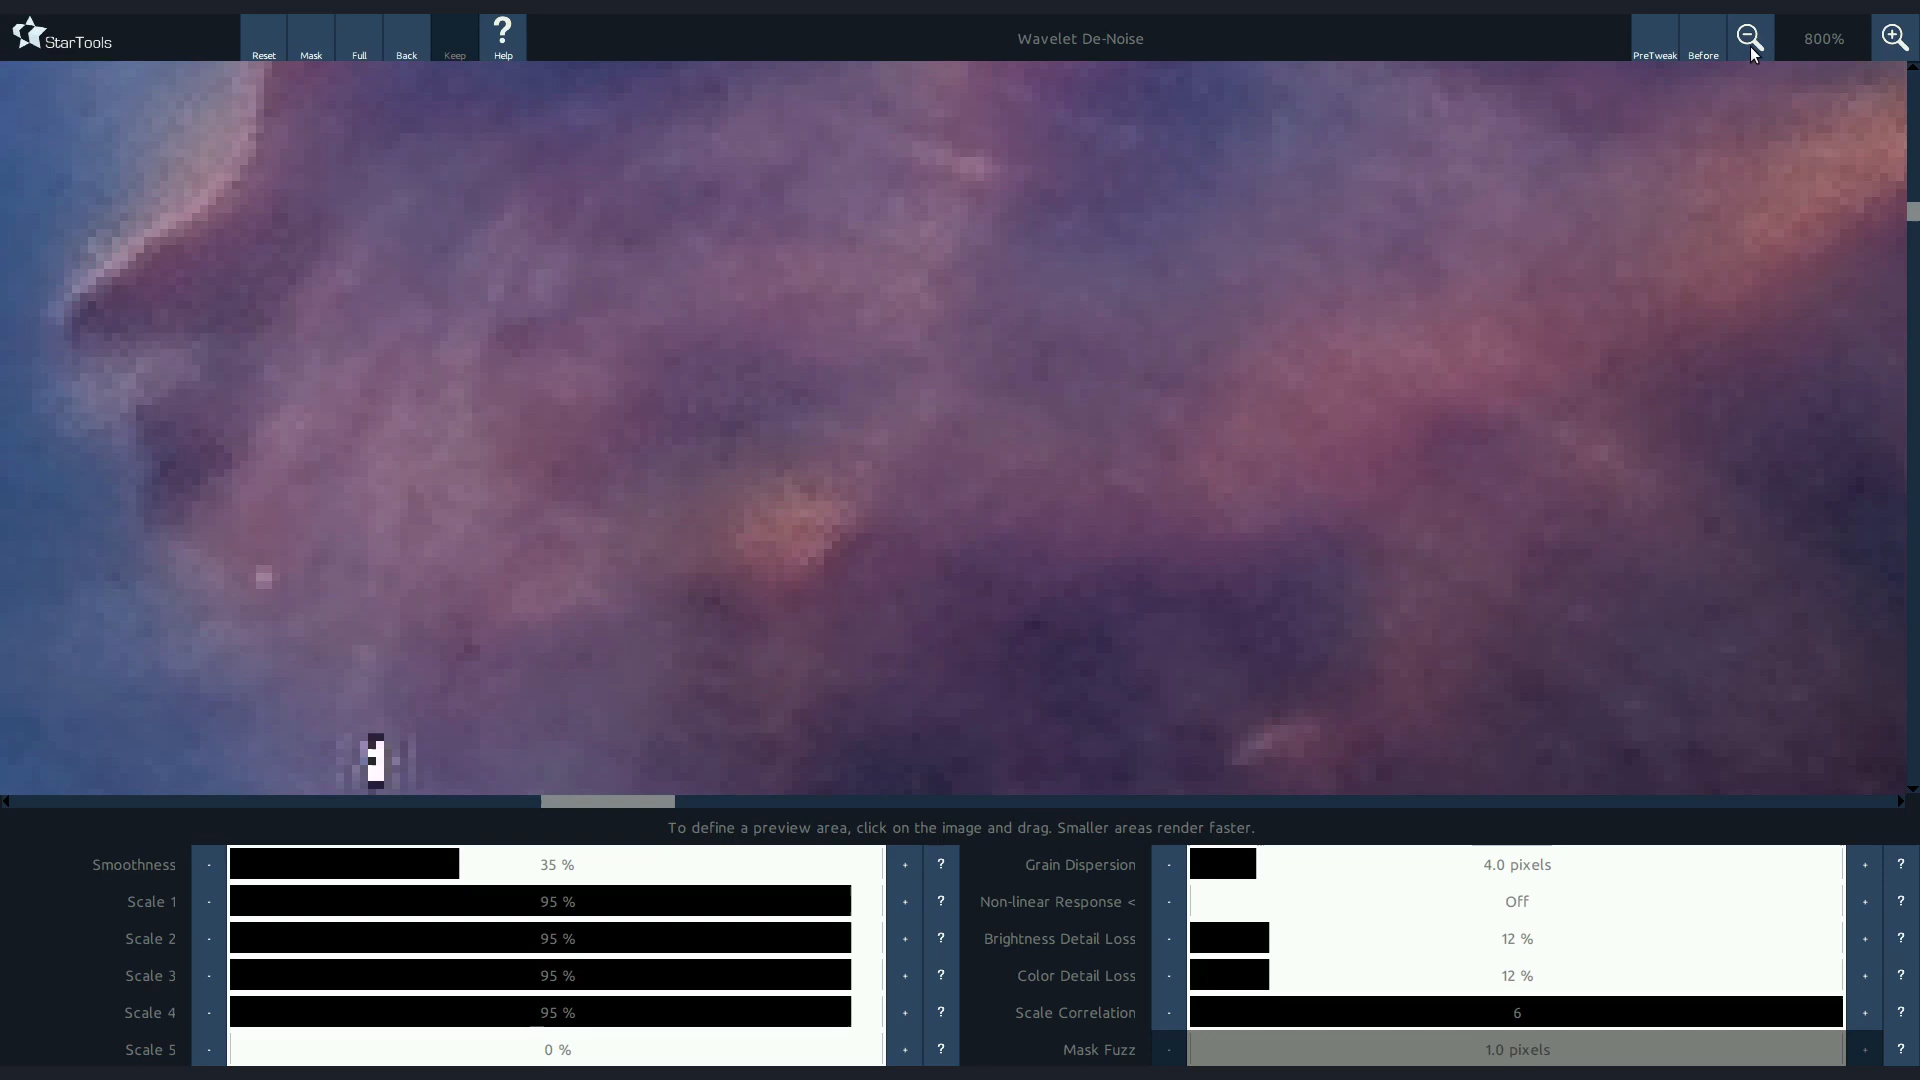 StarTools
Reset Mask Full Back Keep ? Help
Wavelet De-Noise
PreTweak Before 800%
To define a preview area, click on the image and drag. Smaller areas render faster.
Smoothness - 35 % + ? Grain Dispersion - 4.0 pixels + ?
Scale 1 - 95 % + ? Non-linear Response < - Off + ?
Scale 2 - 95 % + ? Brightness Detail Loss - 12 % + ?
Scale 3 - 95 % + ? Color Detail Loss - 12 % + ?
Scale 4 - 95 % + ? Scale Correlation - 6 + ?
Scale 5 - 0 % + ? Mask Fuzz - 1.0 pixels + ?